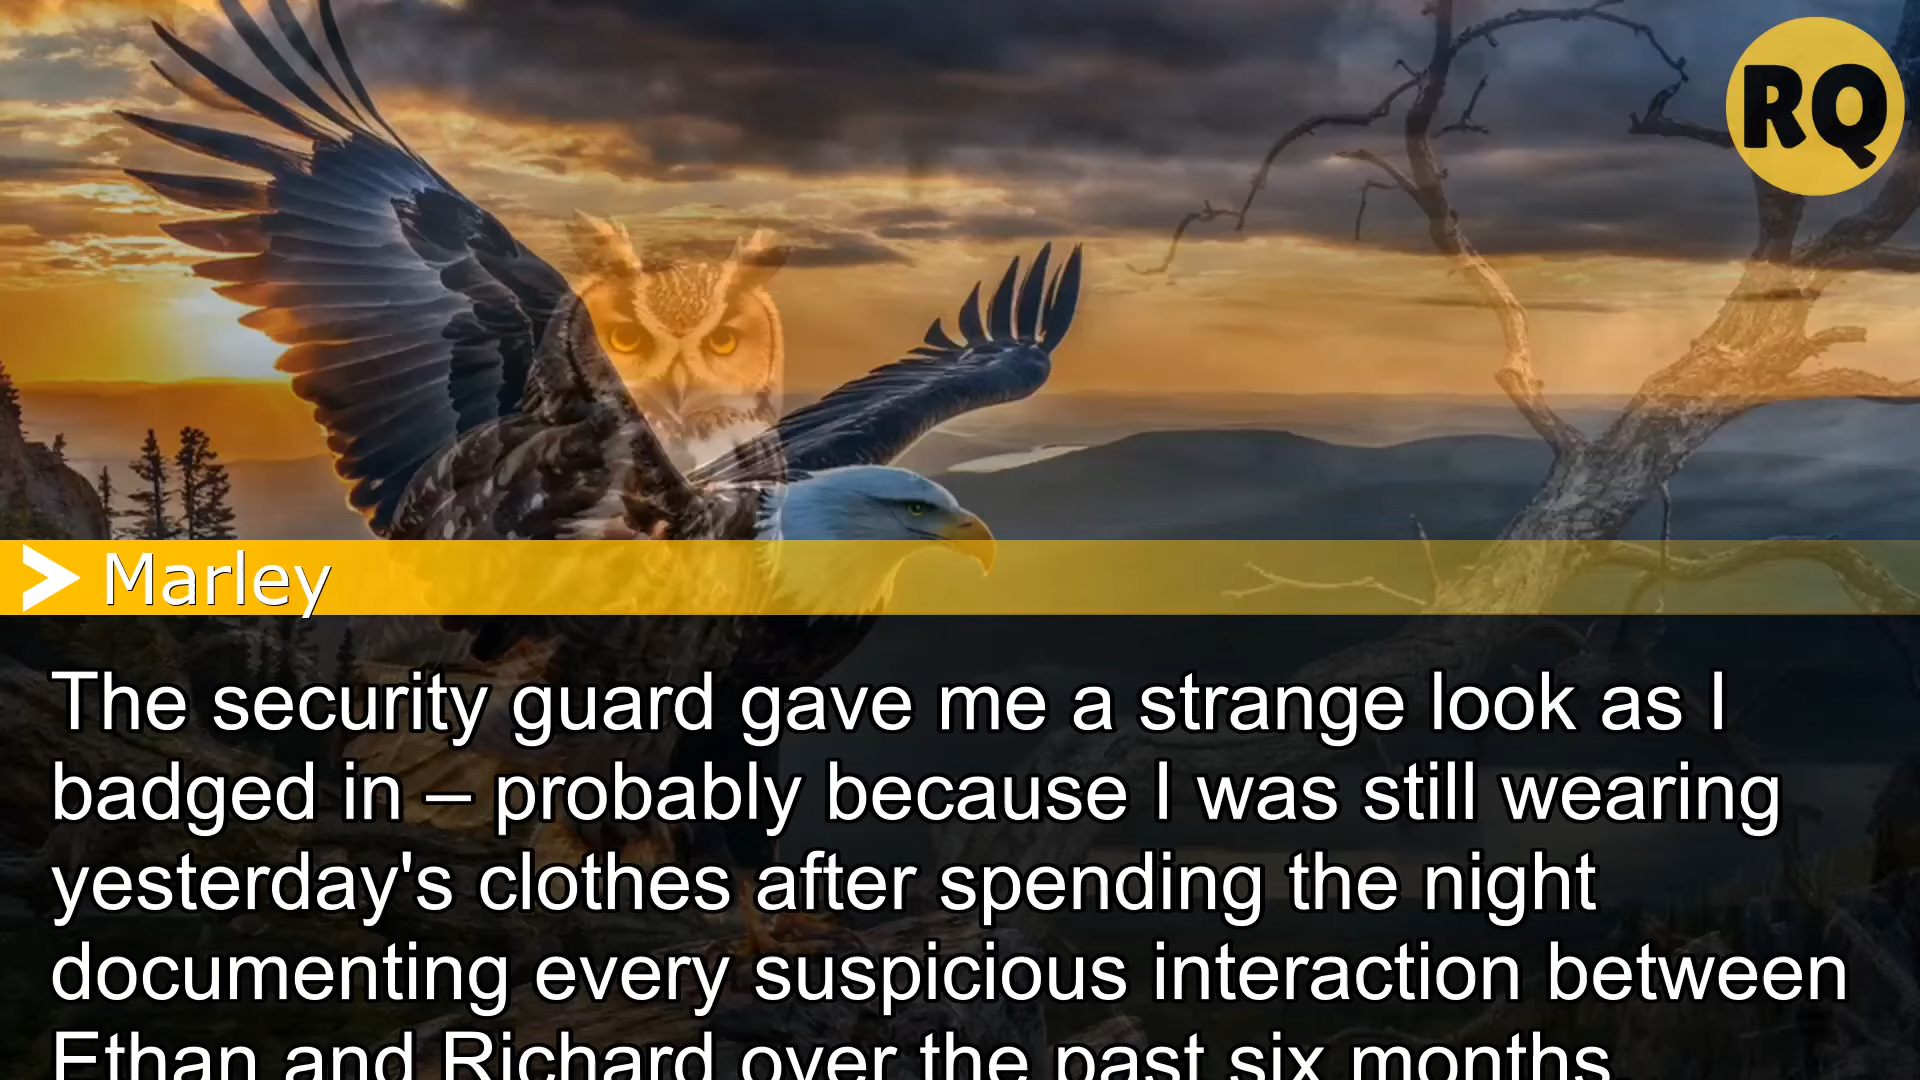 RQ
Marley
The security guard gave me a strange look as I
badged in – probably because I was still wearing
yesterday's clothes after spending the night
documenting every suspicious interaction between
Ethan and Richard over the past six months.